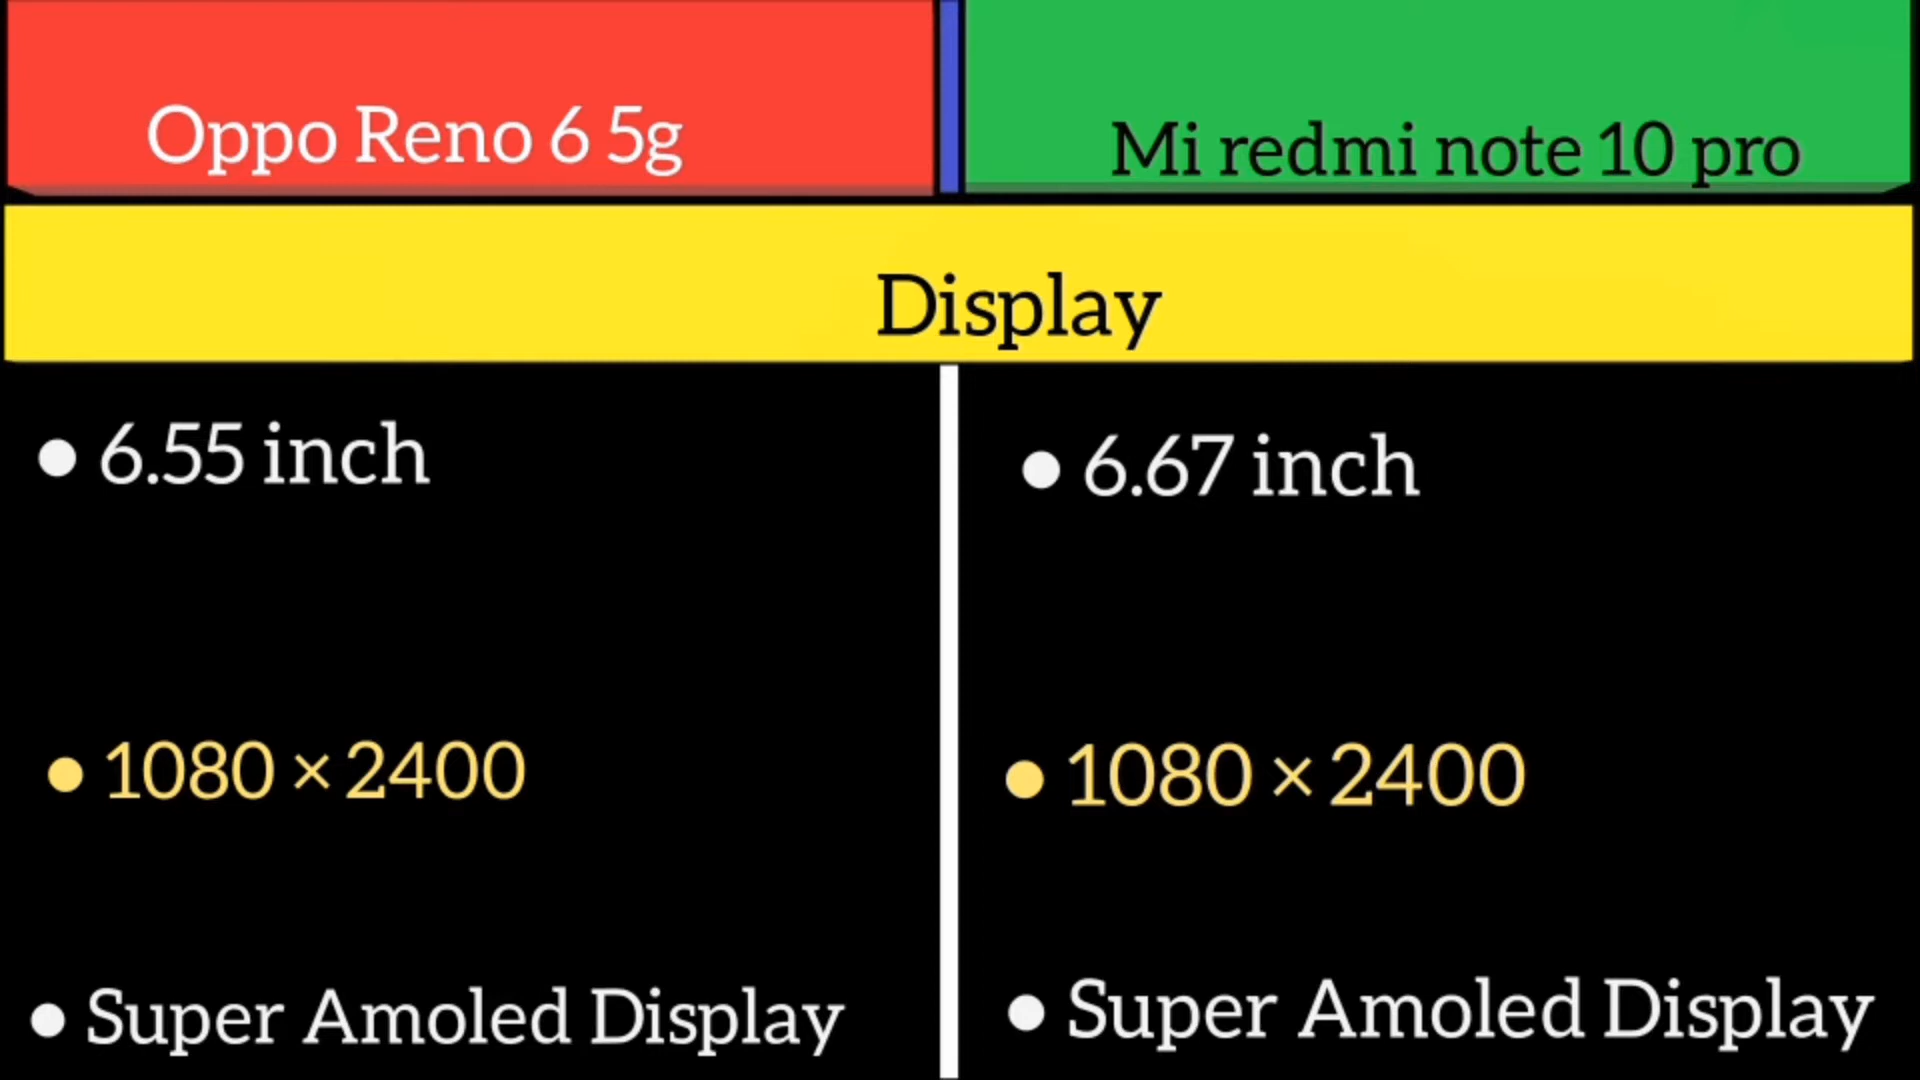 Oppo Reno 6 5g
Mi redmi note 10 pro
Display
• 6.55 inch
• 6.67 inch
• 1080 × 2400
• 1080 × 2400
• Super Amoled Display
• Super Amoled Display